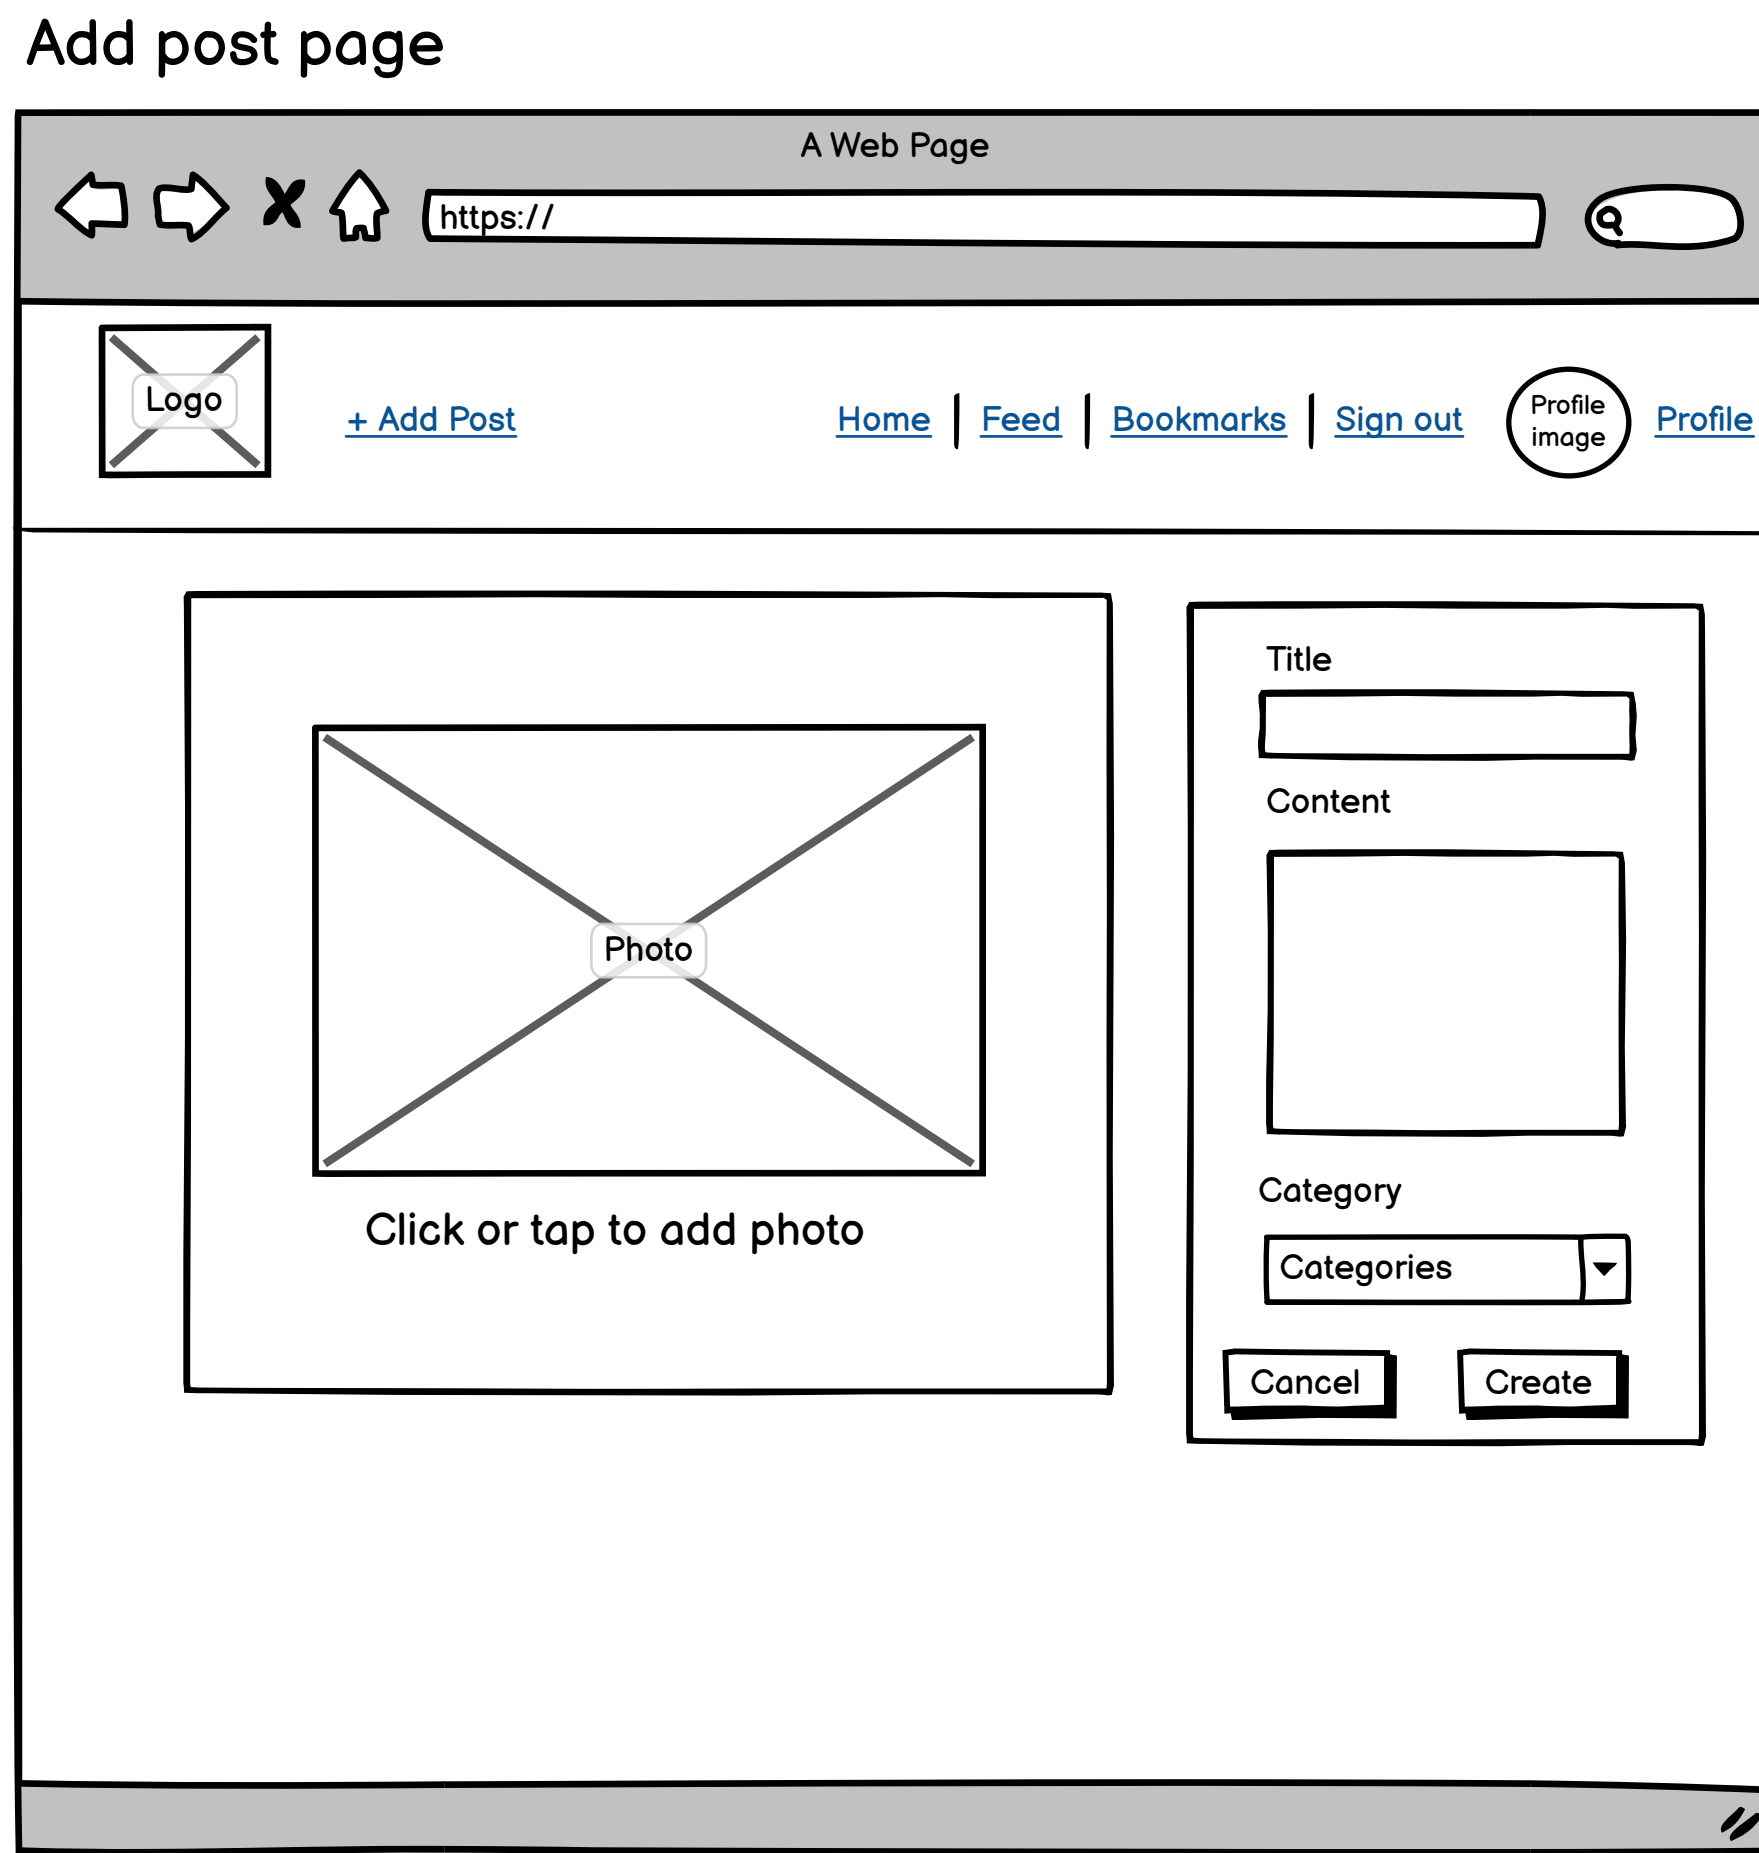 Add post page
A Web Page
https://
Logo
+ Add Post
Home
Feed
Bookmarks
Sign out
Profile
image
Profile
Photo
Click or tap to add photo
Title
Content
Category
Categories
Cancel
Create